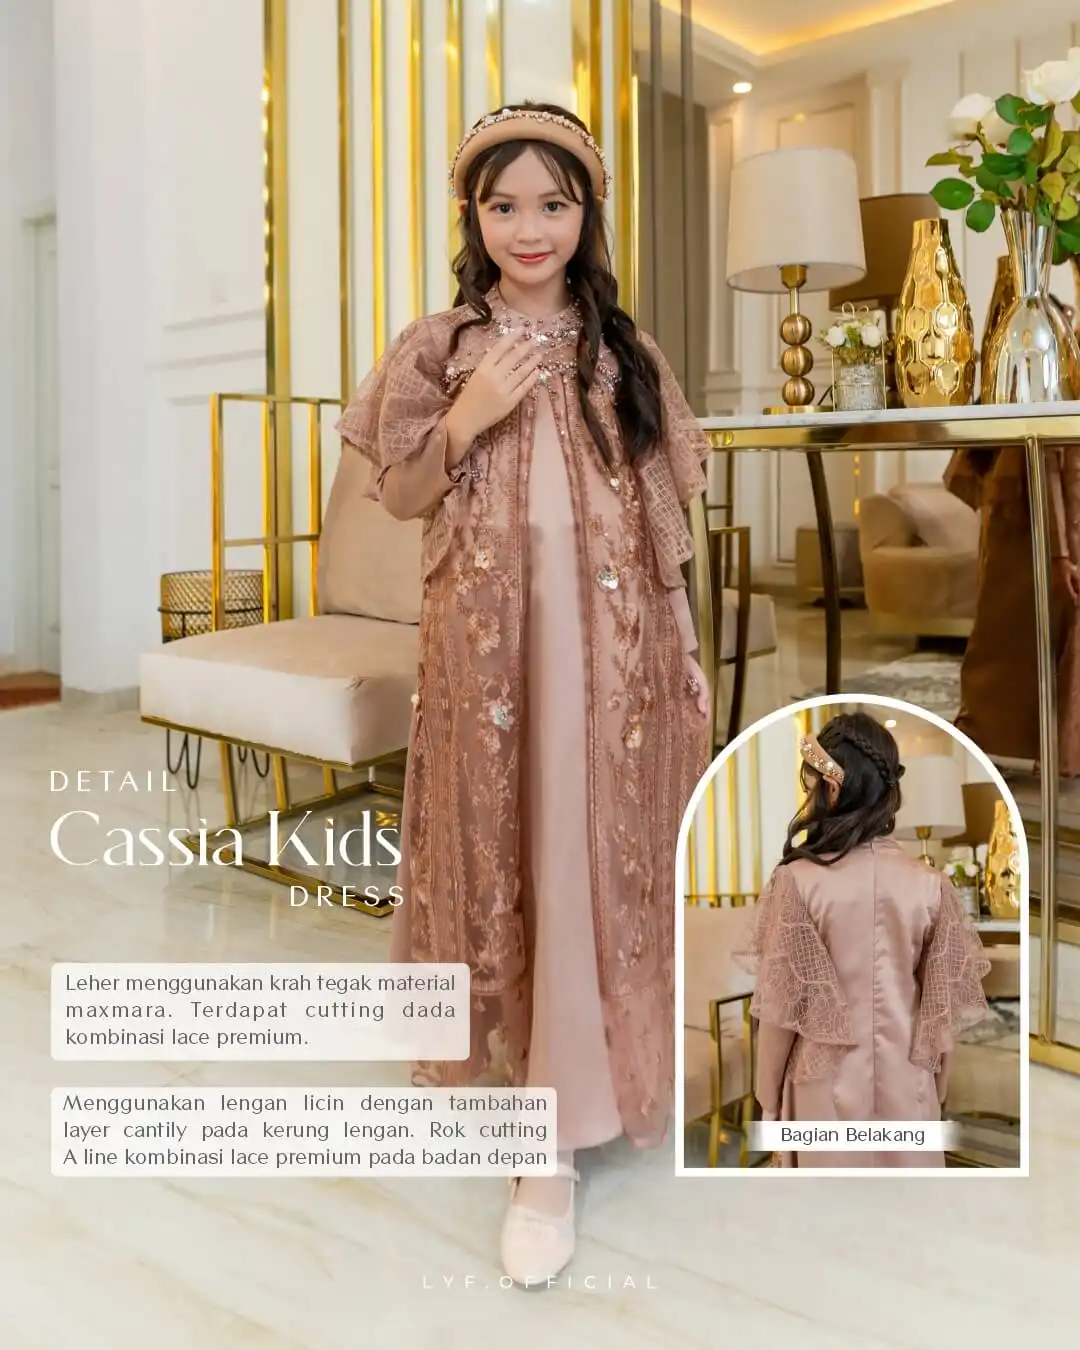 DETAIL
Cassia Kids
DRESS
Leher menggunakan krah tegak material
maxmara. Terdapat cutting dada
kombinasi lace premium.
Menggunakan lengan licin dengan tambahan
layer cantily pada kerung lengan. Rok cutting
A line kombinasi lace premium pada badan depan
Bagian Belakang
LYF.OFFICIAL